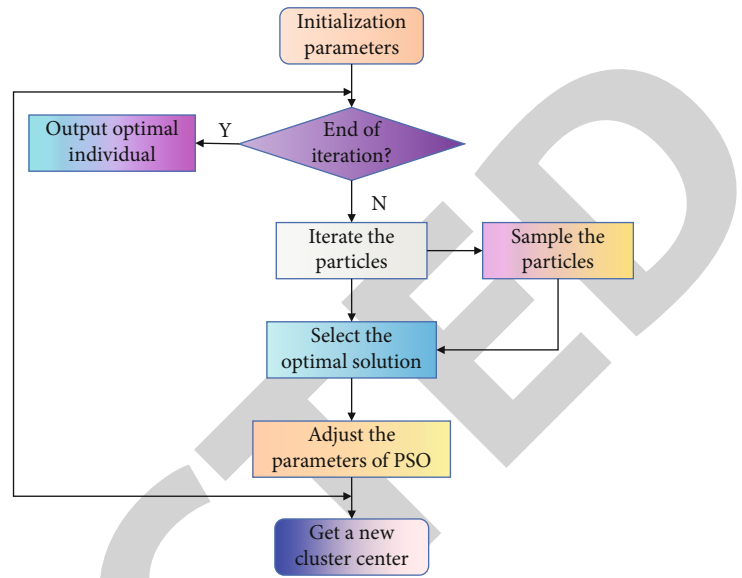 Initialization
parameters
End of
iteration?
Y
Output optimal
individual
N
Iterate the
particles
Sample the
particles
Select the
optimal solution
Adjust the
parameters of PSO
Get a new
cluster center
CTED